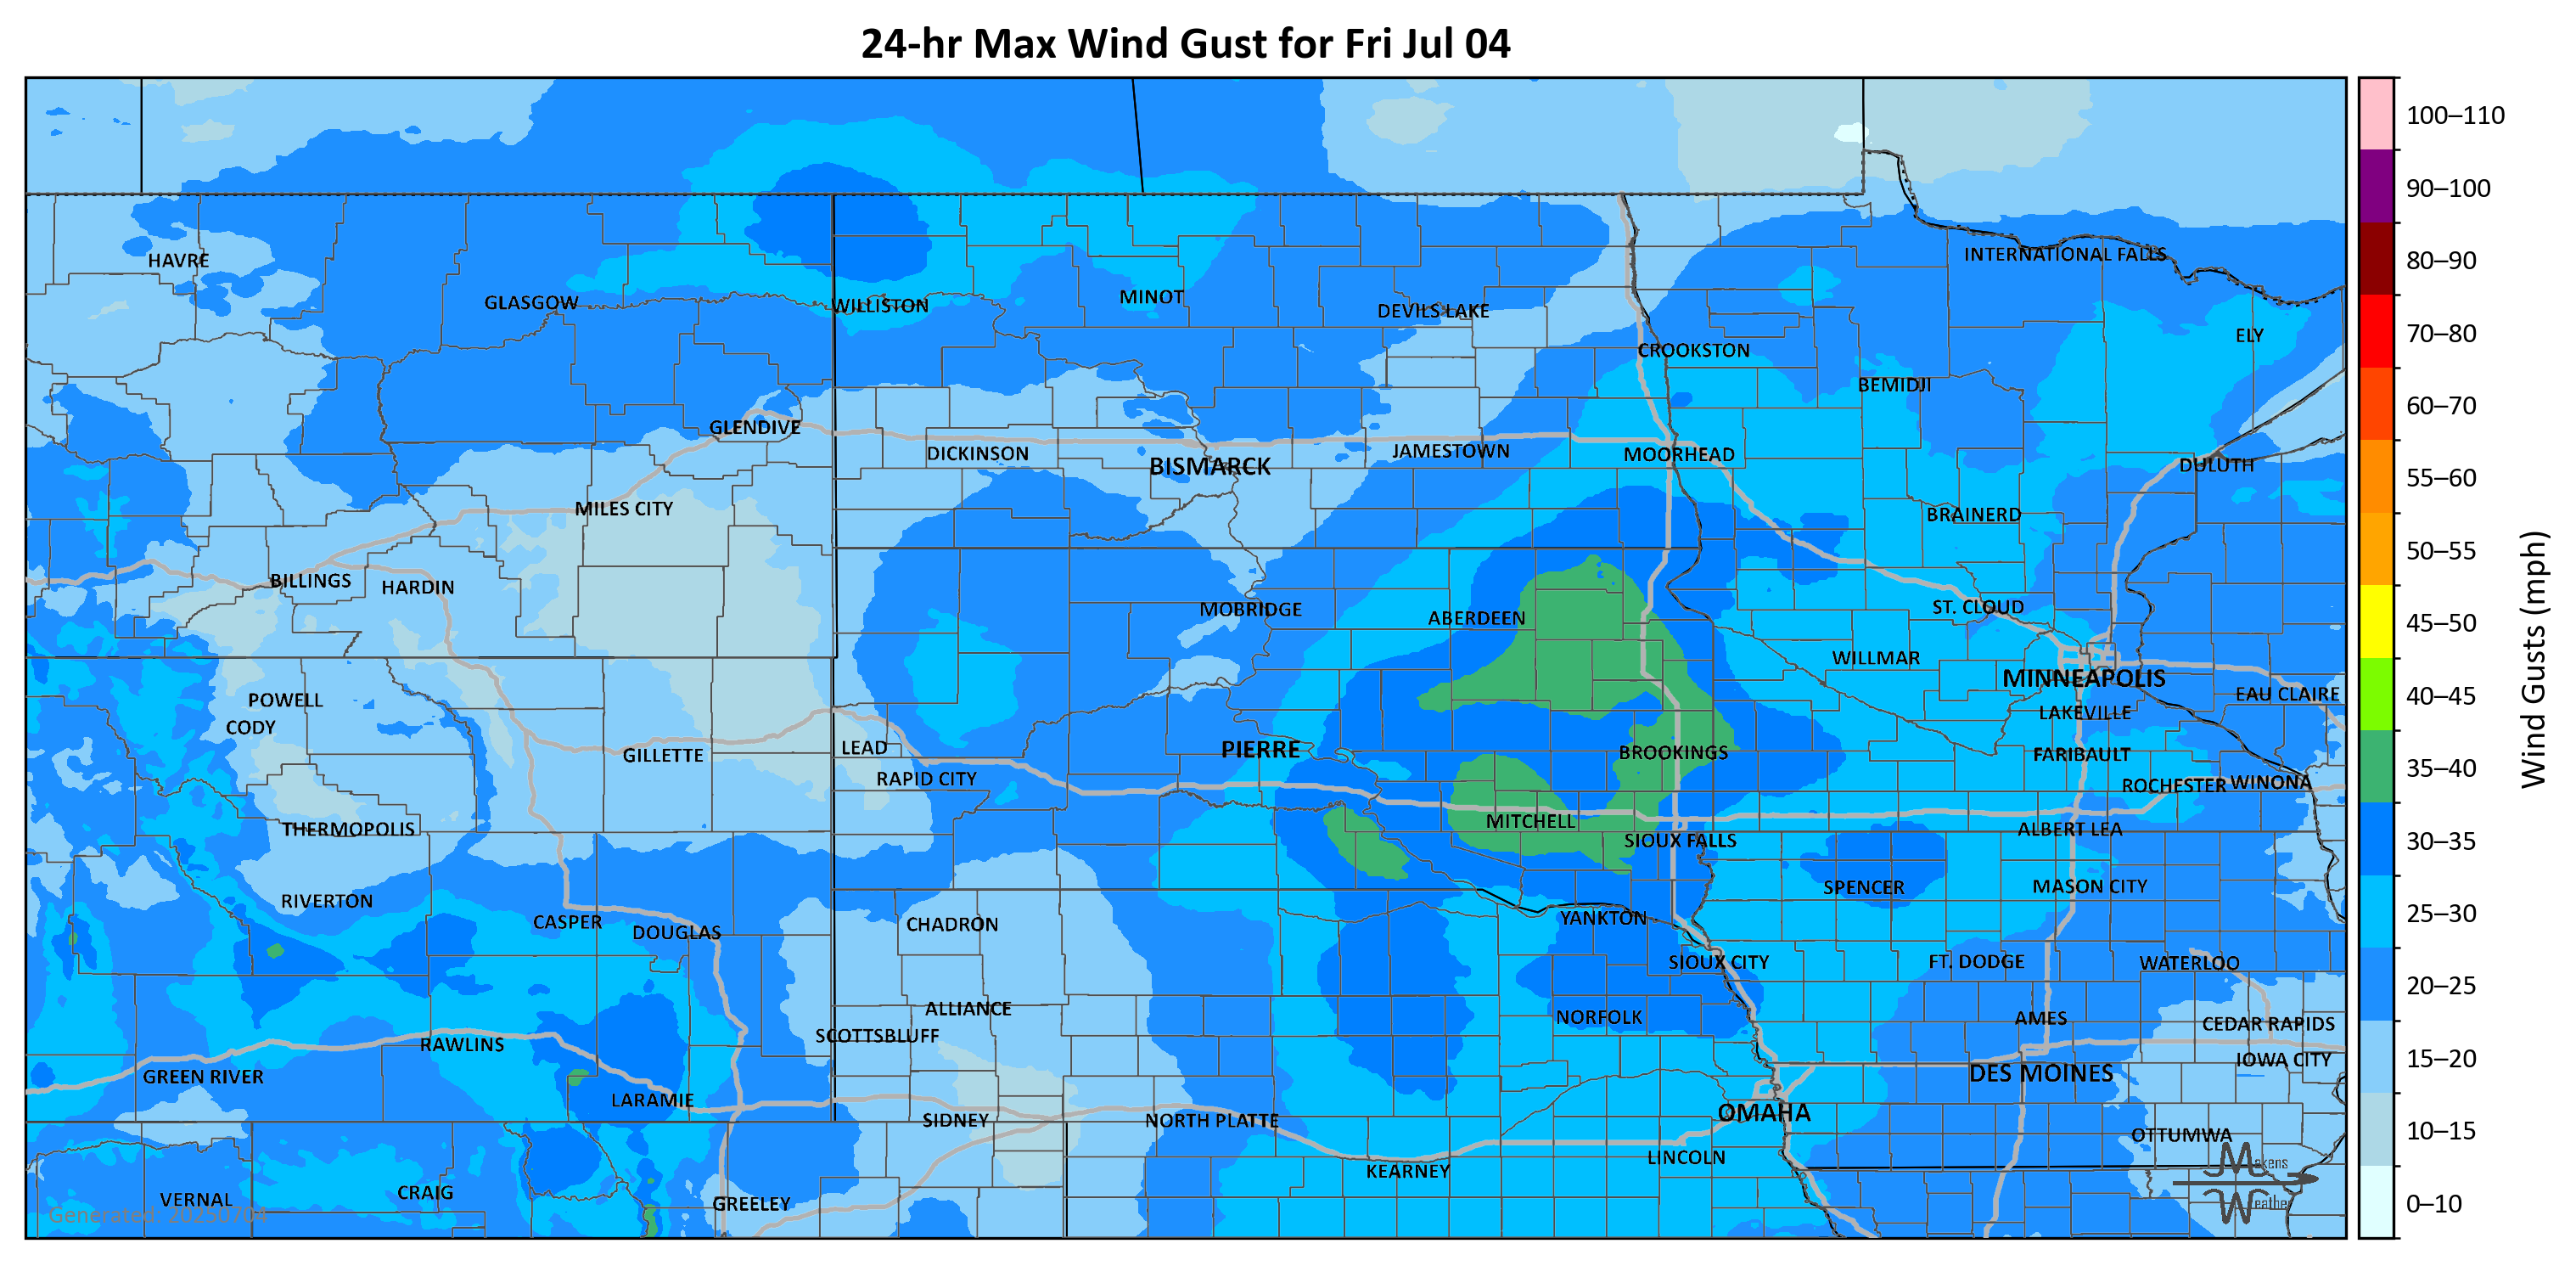 24-hr Max Wind Gust for Fri Jul 04
100–110
90–100
80–90
70–80
60–70
55–60
50–55
45–50
40–45
35–40
30–35
25–30
20–25
15–20
10–15
0–10
Wind Gusts (mph)
HAVRE
INTERNATIONAL FALLS
GLASGOW
WILLISTON
MINOT
DEVILS LAKE
ELY
CROOKSTON
BEMIDJI
GLENDIVE
DICKINSON
BISMARCK
JAMESTOWN
MOORHEAD
DULUTH
MILES CITY
BRAINERD
BILLINGS
HARDIN
MOBRIDGE
ABERDEEN
ST. CLOUD
WILLMAR
MINNEAPOLIS
POWELL
EAU CLAIRE
CODY
LAKEVILLE
GILLETTE
LEAD
PIERRE
BROOKINGS
FARIBAULT
RAPID CITY
ROCHESTER
WINONA
THERMOPOLIS
MITCHELL
SIOUX FALLS
ALBERT LEA
RIVERTON
SPENCER
MASON CITY
CASPER
DOUGLAS
CHADRON
YANKTON
SIOUX CITY
FT. DODGE
WATERLOO
ALLIANCE
NORFOLK
AMES
CEDAR RAPIDS
RAWLINS
SCOTTSBLUFF
IOWA CITY
GREEN RIVER
LARAMIE
DES MOINES
SIDNEY
NORTH PLATTE
OMAHA
OTTUMWA
KEARNEY
LINCOLN
VERNAL
CRAIG
GREELEY
Makens
Weather
Generated: 20250704